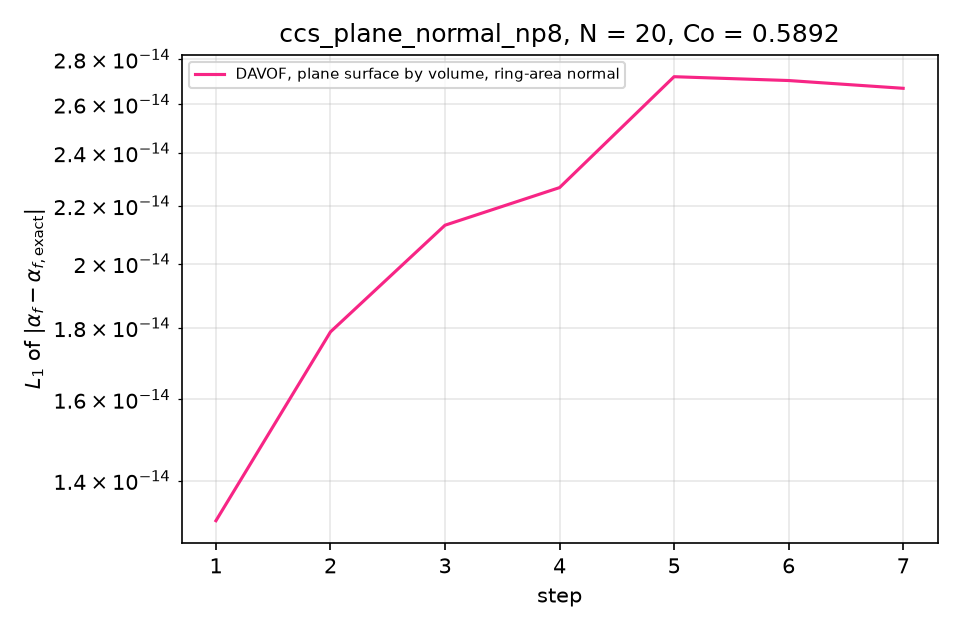 ccs_plane_normal_np8, N = 20, Co = 0.5892
DAVOF, plane surface by volume, ring-area normal
L₁ of |α_f − α_{f,exact}|
2.8 × 10⁻¹⁴
2.6 × 10⁻¹⁴
2.4 × 10⁻¹⁴
2.2 × 10⁻¹⁴
2 × 10⁻¹⁴
1.8 × 10⁻¹⁴
1.6 × 10⁻¹⁴
1.4 × 10⁻¹⁴
1 2 3 4 5 6 7
step